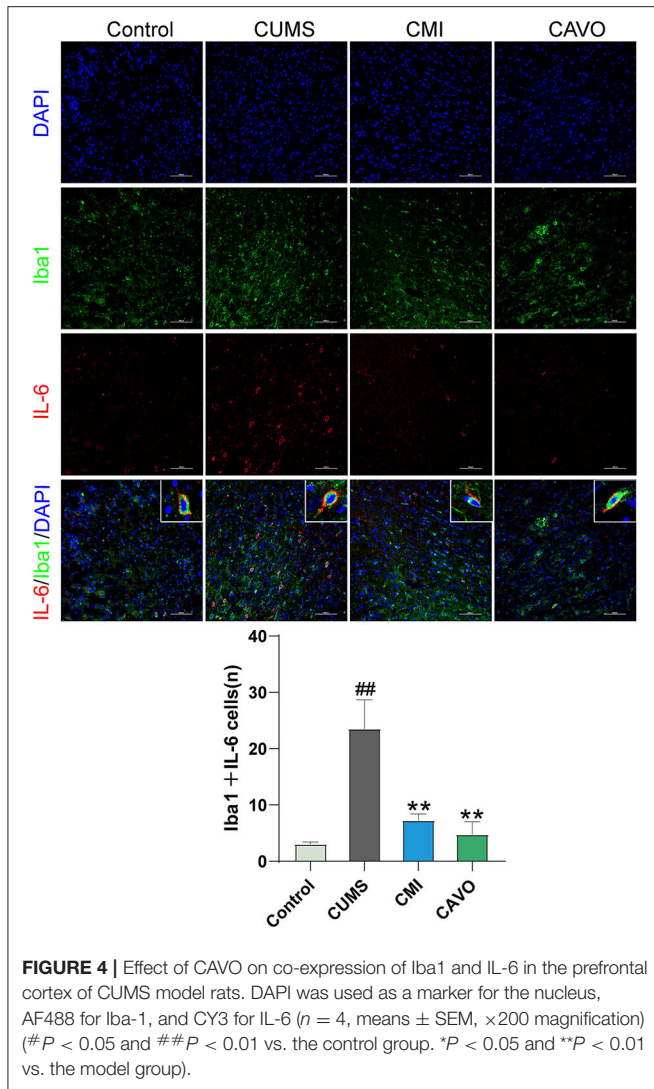 Control CUMS CMI CAVO
DAPI
Iba1
IL-6
IL-6/Iba1/DAPI
40
30
20
10
0
Iba1 + IL-6 cells(n)
##
**
**
Control
CUMS
CMI
CAVO
FIGURE 4 | Effect of CAVO on co-expression of Iba1 and IL-6 in the prefrontal
cortex of CUMS model rats. DAPI was used as a marker for the nucleus,
AF488 for Iba-1, and CY3 for IL-6 (n = 4, means ± SEM, ×200 magnification)
(#P < 0.05 and ##P < 0.01 vs. the control group. *P < 0.05 and **P < 0.01
vs. the model group).